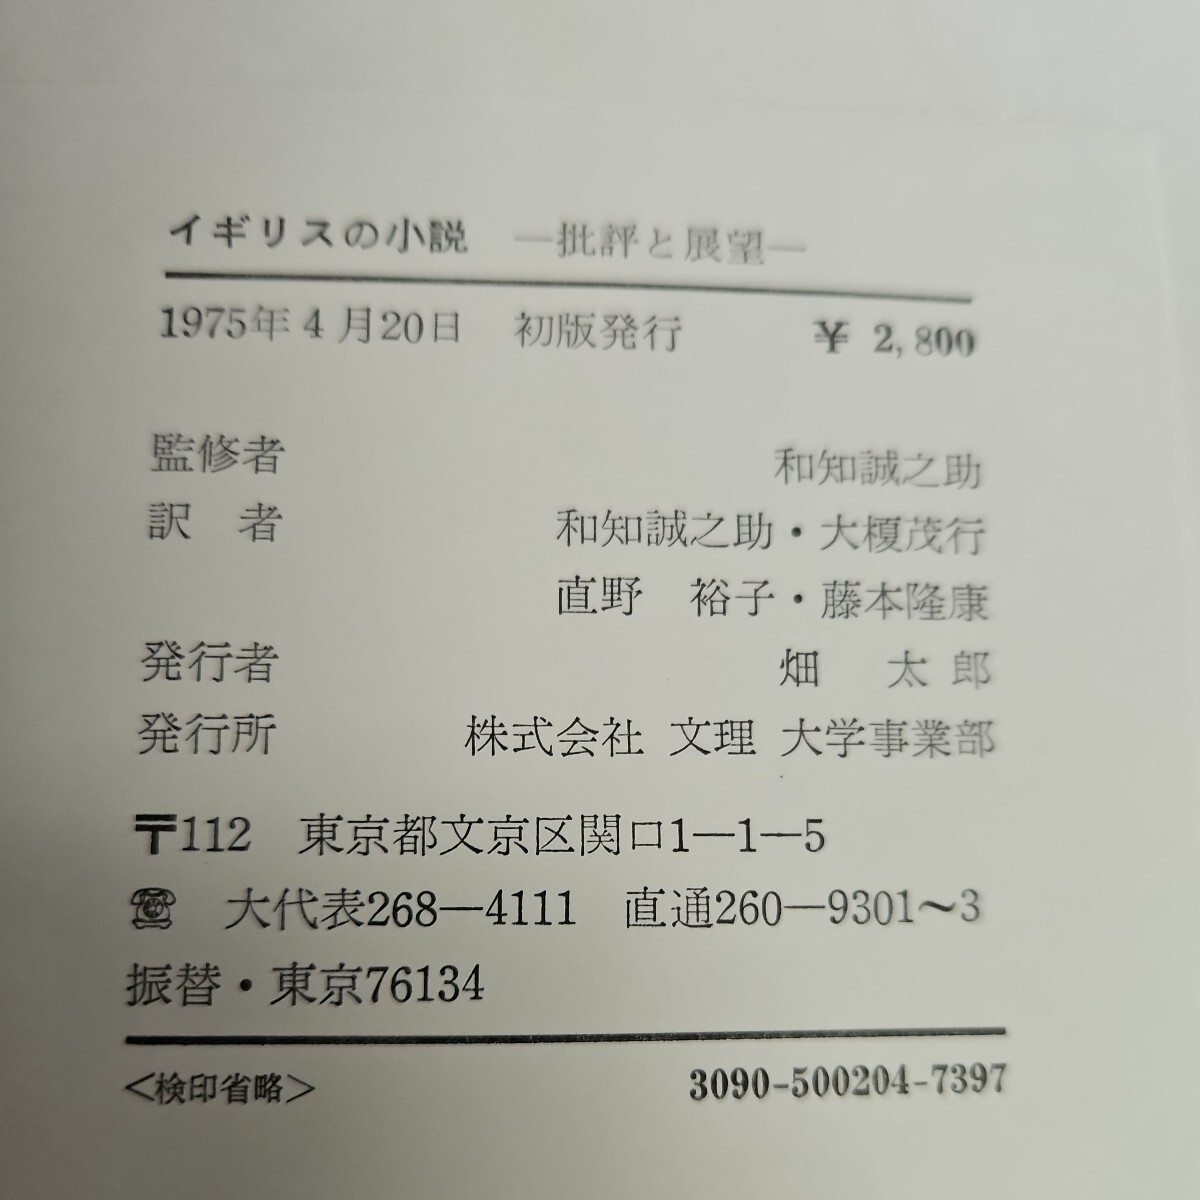 イギリスの小説 ―批評と展望―
1975年4月20日 初版発行 ¥ 2,800
監修者 和知誠之助
訳者 和知誠之助・大榎茂行
直野 裕子・藤本隆康
発行者 畑 太郎
発行所 株式会社 文理 大学事業部
〒112 東京都文京区関口1―1―5
☎ 大代表268―4111 直通260―9301〜3
振替・東京76134
<検印省略> 3090-500204-7397